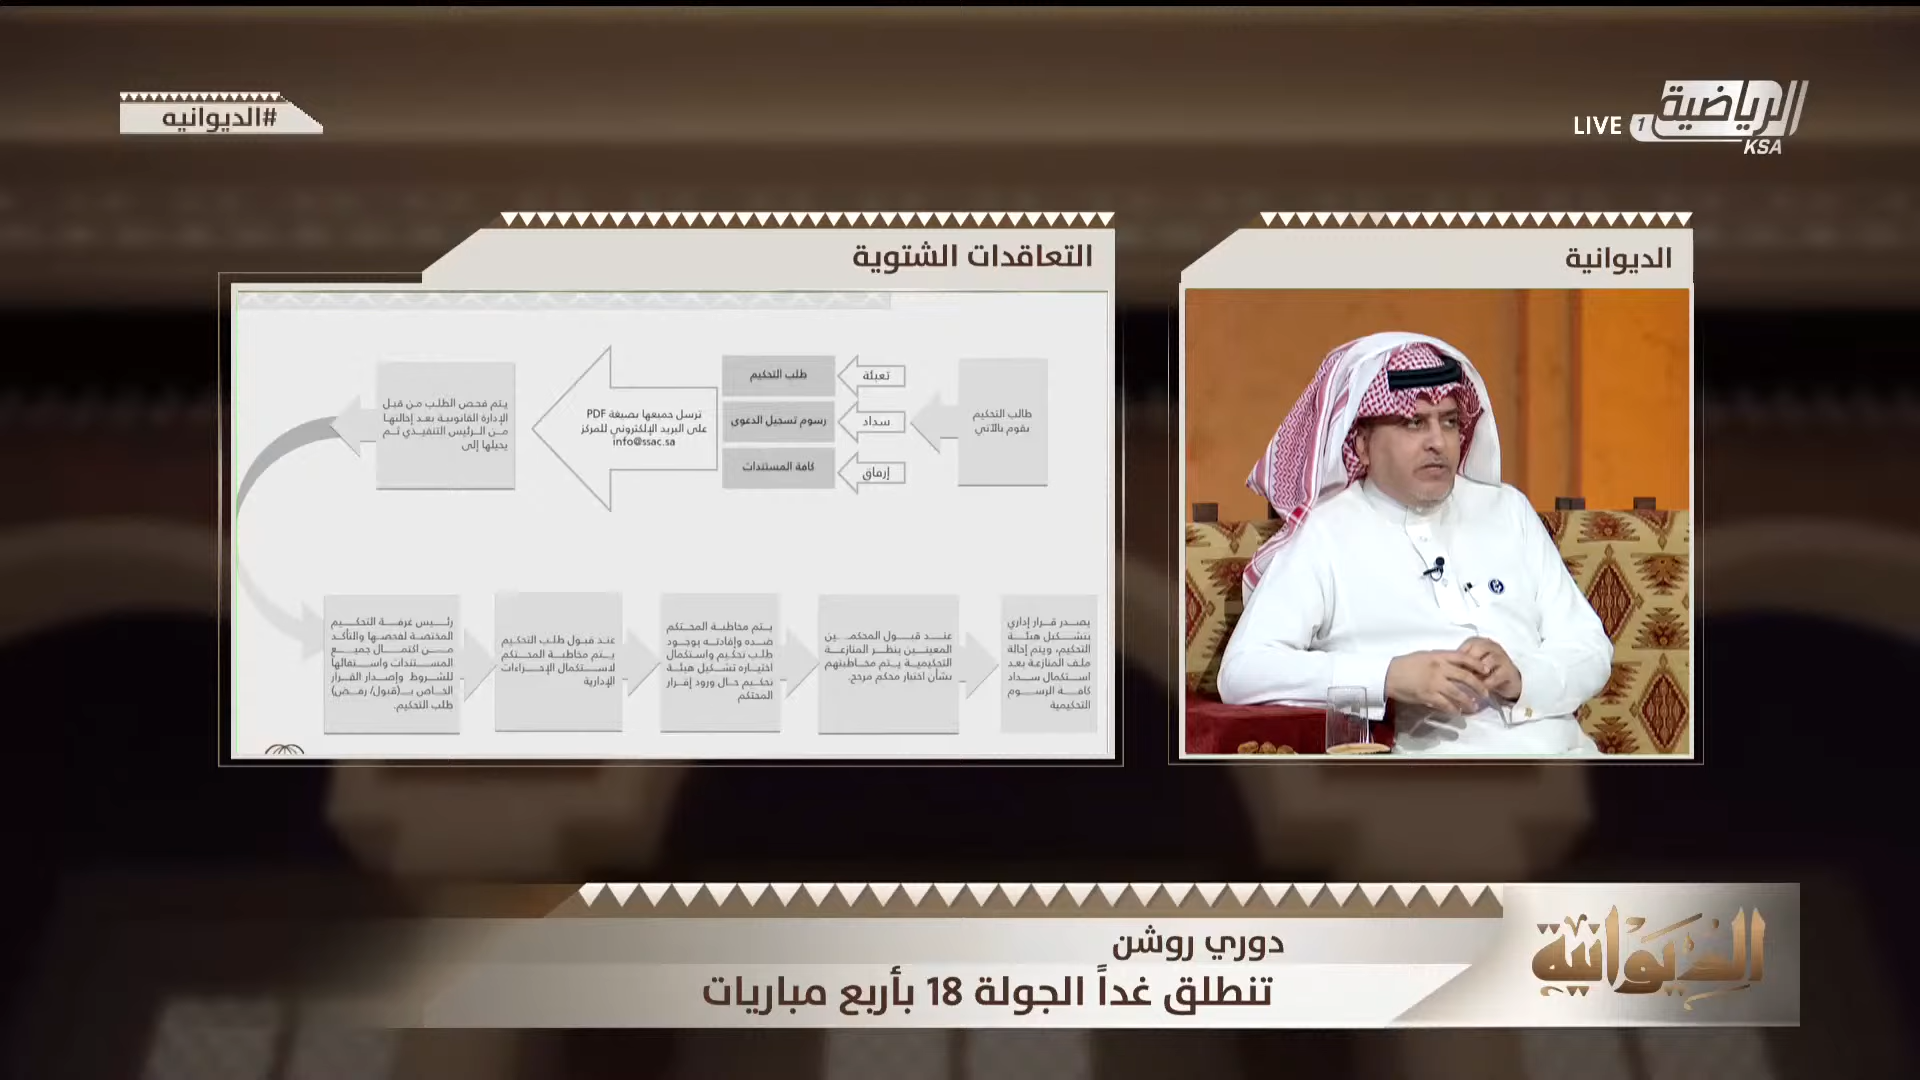 #الديوانيه
الرياضية
LIVE 1
KSA
الديوانية
التعاقدات الشتوية
طالب التحكيم
يقوم بالآتي
تعبئة
طلب التحكيم
سداد
رسوم تسجيل الدعوى
إرفاق
كافة المستندات
ترسل جميعها بصيغة PDF
على البريد الإلكتروني للمركز
info@ssac.sa
يتم فحص الطلب من قبل
الإدارة القانونية بعد إحالتها
من الرئيس التنفيذي ثم
يحيلها إلى
رئيس غرفة التحكيم
المختصة لفحصها والتأكد
من اكتمال جميع
المستندات واستيفائها
للشروط وإصدار القرار
الخاص بـ(قبول/ رفض)
طلب التحكيم.
عند قبول طلب التحكيم
يتم مخاطبة المحتكم
لاستكمال الإجراءات
الإدارية
يتم مخاطبة المحتكم
ضده وإفادته بوجود
طلب تحكيم واستكمال
اختياره تشكيل هيئة
تحكيم حال ورود إقرار
المحتكم
عند قبول المحكمين
المعينين بنظر المنازعة
التحكيمية يتم مخاطبتهم
بشأن اختيار محكم مرجح.
يصدر قرار إداري
بتشكيل هيئة
التحكيم، ويتم إحالة
ملف المنازعة بعد
استكمال سداد
كافة الرسوم
التحكيمية
الديوانية
دوري روشن
تنطلق غداً الجولة 18 بأربع مباريات